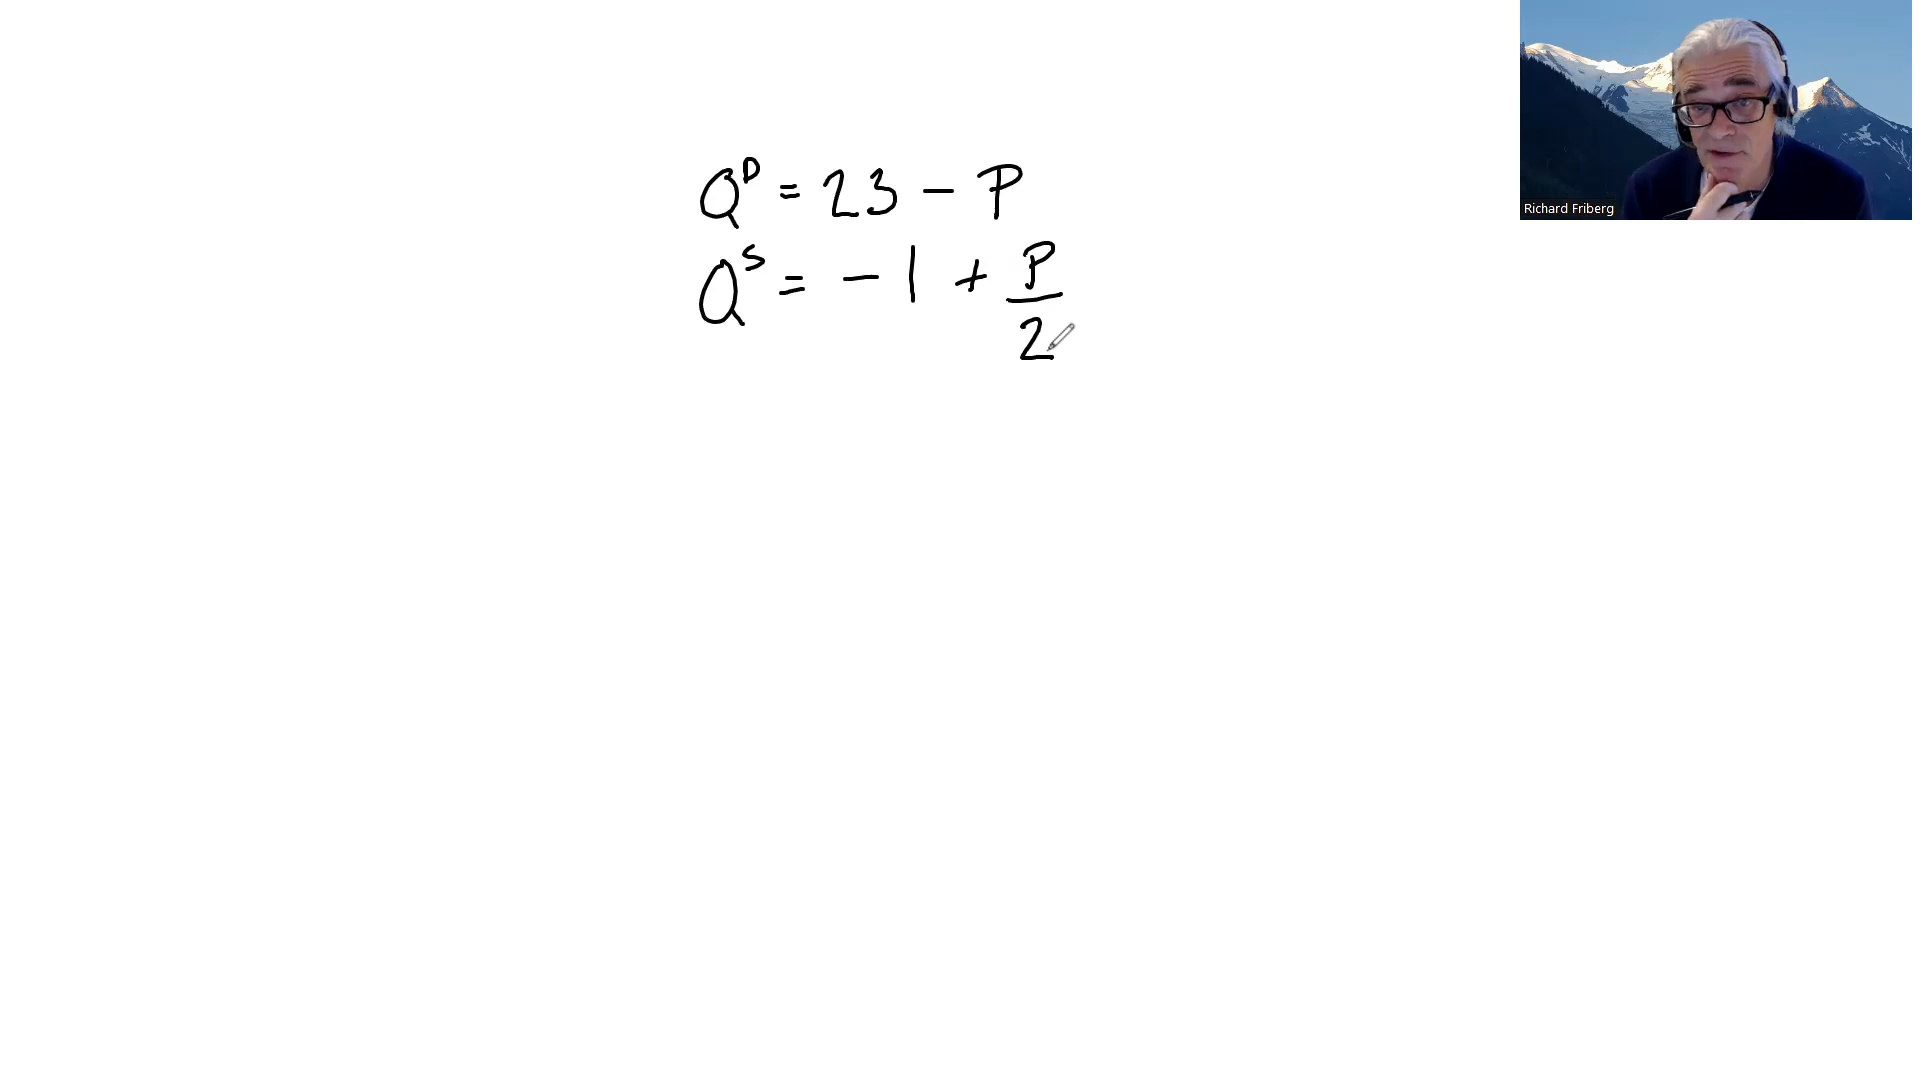 Q^D = 23 - P
Q^S = -1 + P/2
Richard Friberg